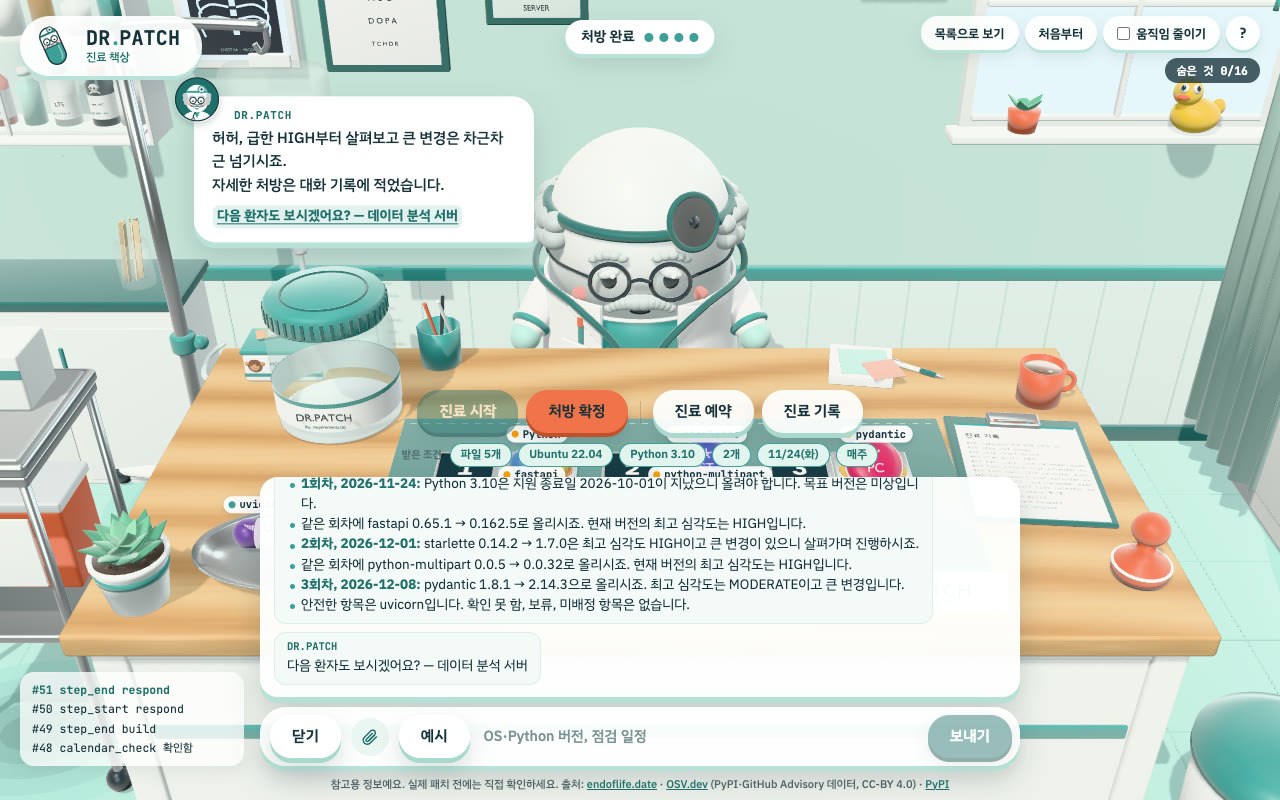 DOPA
TCHDR
SERVER
DR.PATCH
진료 책상
처방 완료
목록으로 보기
처음부터
움직임 줄이기
?
숨은 것 0/16
LTS
DR.PATCH
허허, 급한 HIGH부터 살펴보고 큰 변경은 차근차
근 넘기시죠.
자세한 처방은 대화 기록에 적었습니다.
다음 환자도 보시겠어요? — 데이터 분석 서버
DR.PATCH
진료 시작
처방 확정
진료 예약
진료 기록
진료 기록
pydantic
받은 조건
파일 5개
Ubuntu 22.04
Python 3.10
2개
11/24(화)
매주
fastapi
python-multipart
PC
1회차, 2026-11-24: Python 3.10은 지원 종료일 2026-10-01이 지났으니 올려야 합니다. 목표 버전은 미상입니
다.
같은 회차에 fastapi 0.65.1 → 0.162.5로 올리시죠. 현재 버전의 최고 심각도는 HIGH입니다.
2회차, 2026-12-01: starlette 0.14.2 → 1.7.0은 최고 심각도 HIGH이고 큰 변경이 있으니 살펴가며 진행하시죠.
같은 회차에 python-multipart 0.0.5 → 0.0.32로 올리시죠. 현재 버전의 최고 심각도는 HIGH입니다.
3회차, 2026-12-08: pydantic 1.8.1 → 2.14.3으로 올리시죠. 최고 심각도는 MODERATE이고 큰 변경입니다.
안전한 항목은 uvicorn입니다. 확인 못 함, 보류, 미배정 항목은 없습니다.
DR.PATCH
다음 환자도 보시겠어요? — 데이터 분석 서버
#51 step_end respond
#50 step_start respond
#49 step_end build
#48 calendar_check 확인함
닫기
예시
OS·Python 버전, 점검 일정
보내기
참고용 정보예요. 실제 패치 전에는 직접 확인하세요. 출처: endoflife.date · OSV.dev (PyPI·GitHub Advisory 데이터, CC-BY 4.0) · PyPI